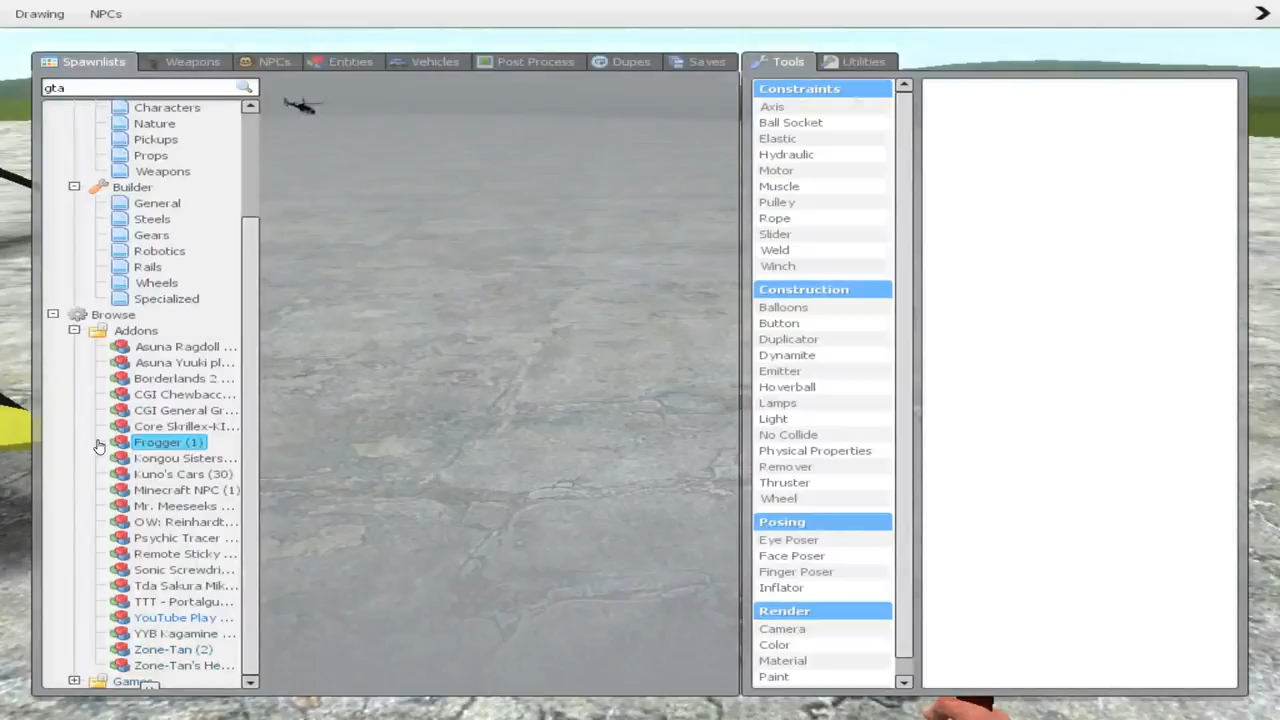 Drawing NPCs
Spawnlists Weapons NPCs Entities Vehicles Post Process Dupes Saves
Tools Utilities
gta
Characters
Nature
Pickups
Props
Weapons
Builder
General
Steels
Gears
Robotics
Rails
Wheels
Specialized
Browse
Addons
Asuna Ragdoll ...
Asuna Yuuki pl...
Borderlands 2 ...
CGI Chewbacc...
CGI General Gr...
Core Skrillex-KI...
Frogger (1)
Kongou Sisters...
Kuno's Cars (30)
Minecraft NPC (1)
Mr. Meeseeks ...
OW: Reinhardt...
Psychic Tracer ...
Remote Sticky ...
Sonic Screwdri...
Tda Sakura Mik...
TTT - Portalgu...
YouTube Play ...
YYB Kagamine ...
Zone-Tan (2)
Zone-Tan's He...
Games
Constraints
Axis
Ball Socket
Elastic
Hydraulic
Motor
Muscle
Pulley
Rope
Slider
Weld
Winch
Construction
Balloons
Button
Duplicator
Dynamite
Emitter
Hoverball
Lamps
Light
No Collide
Physical Properties
Remover
Thruster
Wheel
Posing
Eye Poser
Face Poser
Finger Poser
Inflator
Render
Camera
Color
Material
Paint